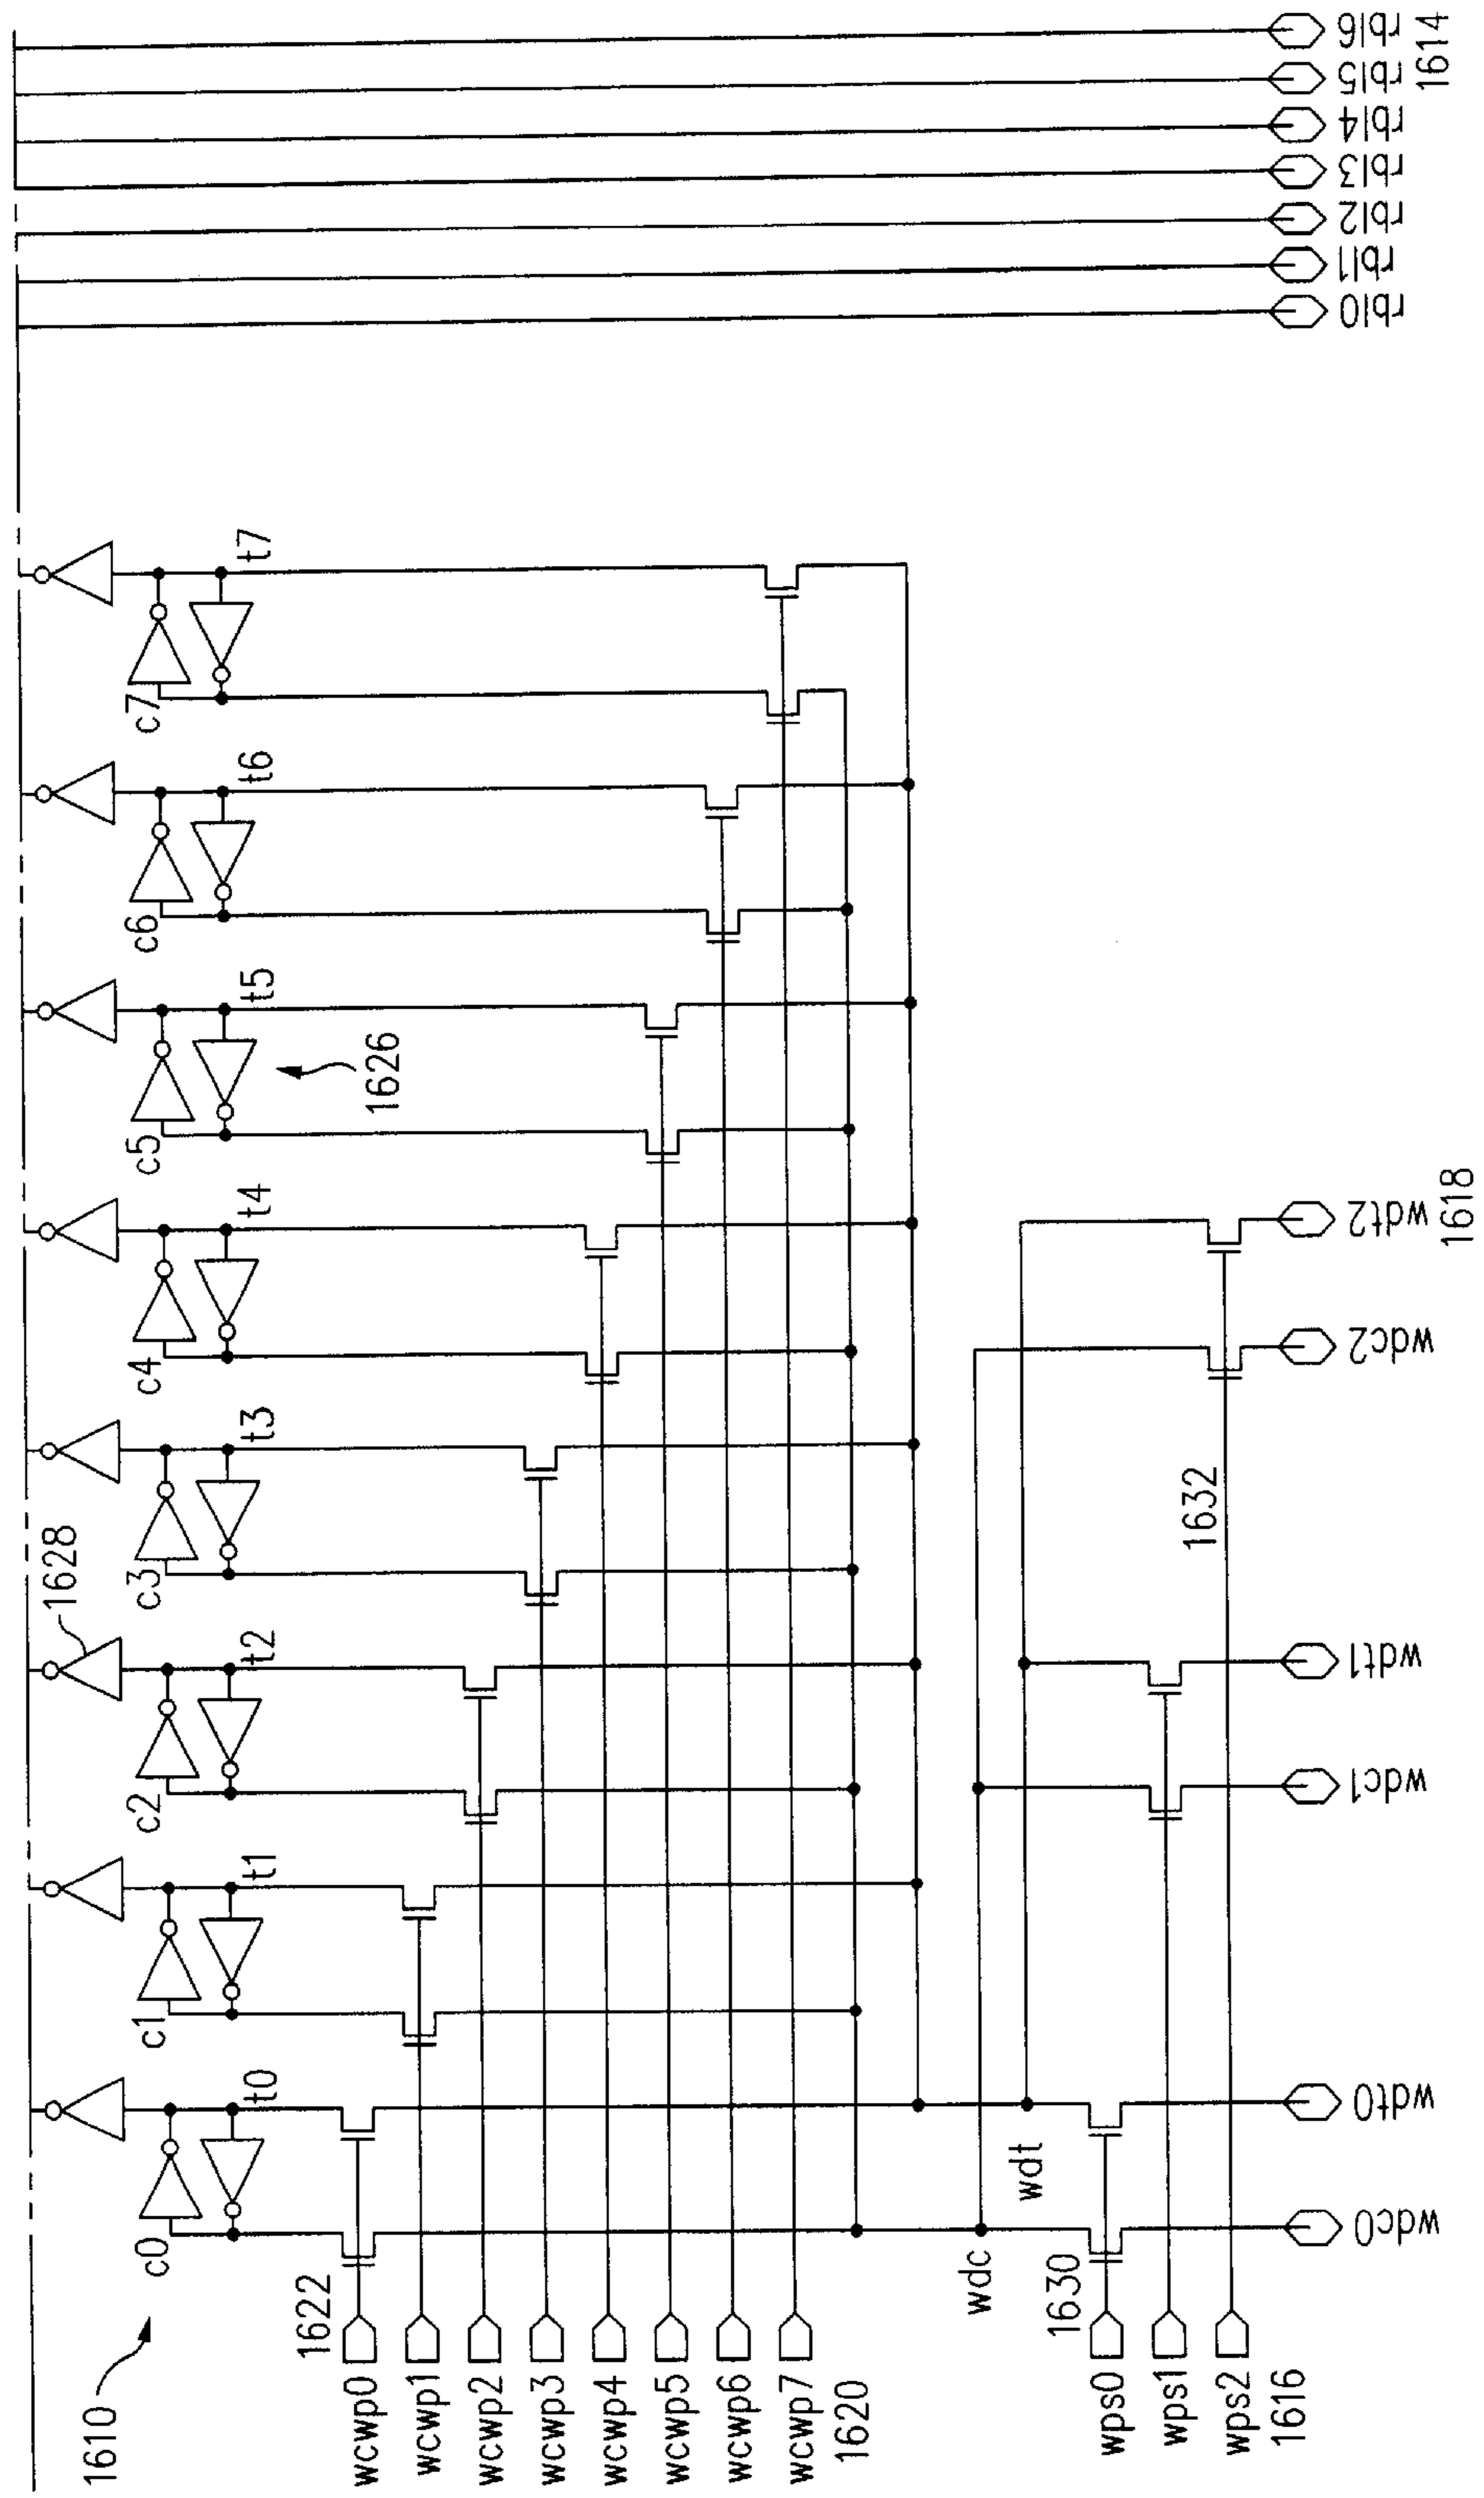 1610
c0
t0
c1
t1
c2
t2
1628
c3
t3
c4
t4
c5
t5
1626
c6
t6
c7
t7
1622
wcwp0
wcwp1
wcwp2
wcwp3
wcwp4
wcwp5
wcwp6
wcwp7
1620
wdc
wdt
1630
wps0
wps1
wps2
1616
1632
wdc0
wdt0
wdc1
wdt1
wdc2
wdt2
1618
rbl0
rbl1
rbl2
rbl3
rbl4
rbl5
rbl6
1614